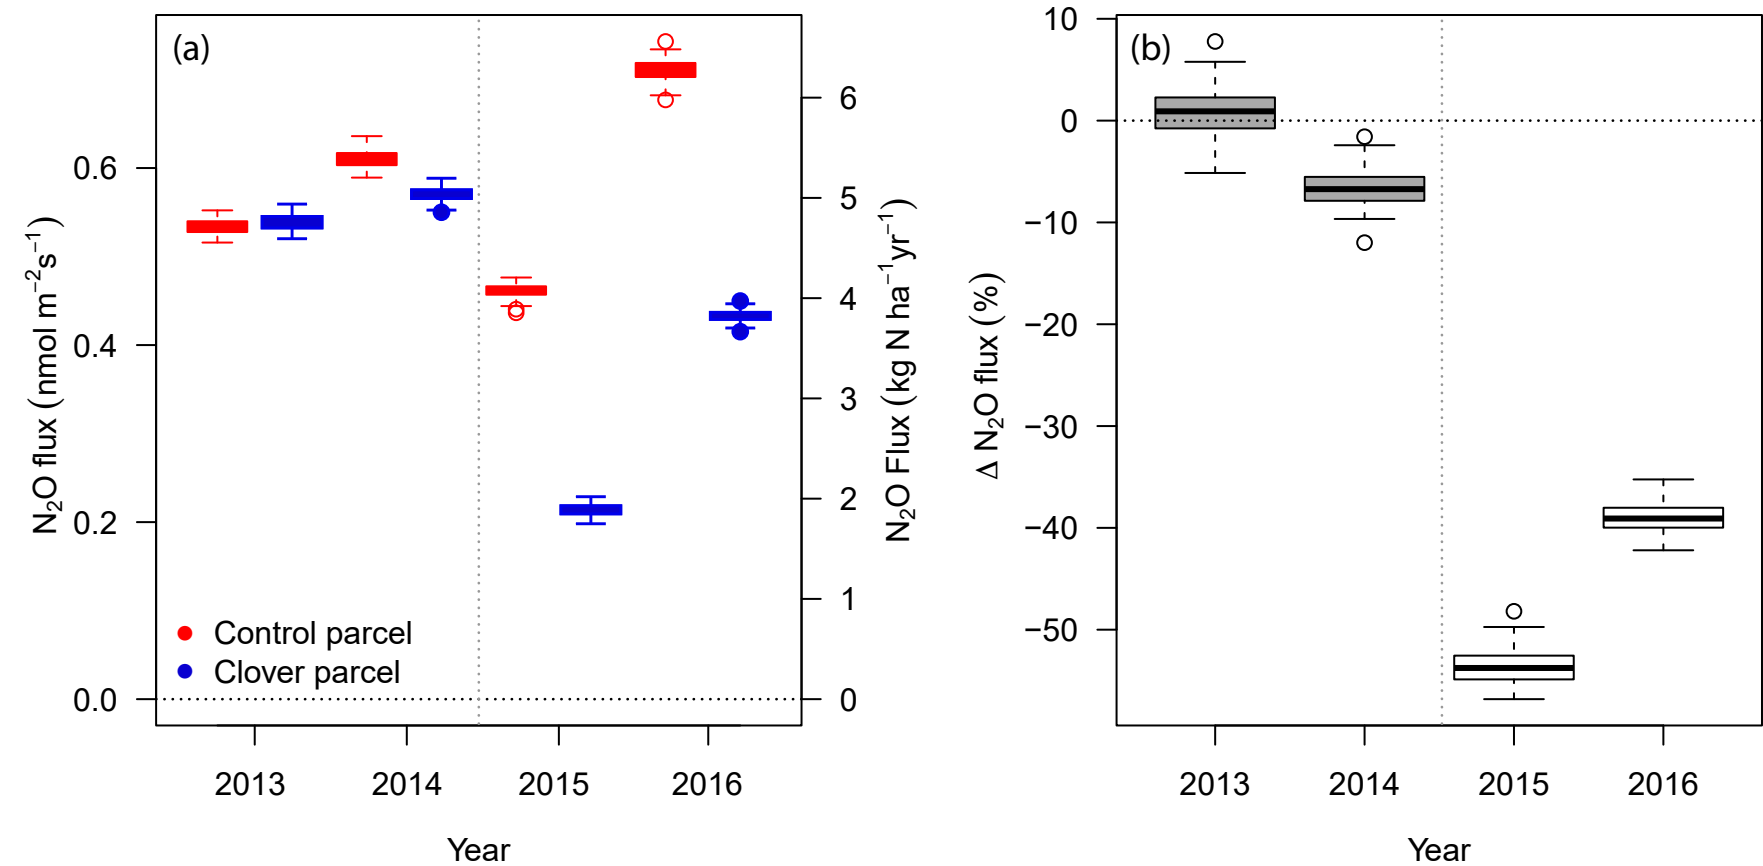 (a)
N₂O flux (nmol m⁻²s⁻¹)
0.6
0.4
0.2
0.0
Control parcel
Clover parcel
2013 2014 2015 2016
Year
6
5
4
3
2
1
0
N₂O Flux (kg N ha⁻¹yr⁻¹)
(b)
Δ N₂O flux (%)
10
0
−10
−20
−30
−40
−50
2013 2014 2015 2016
Year